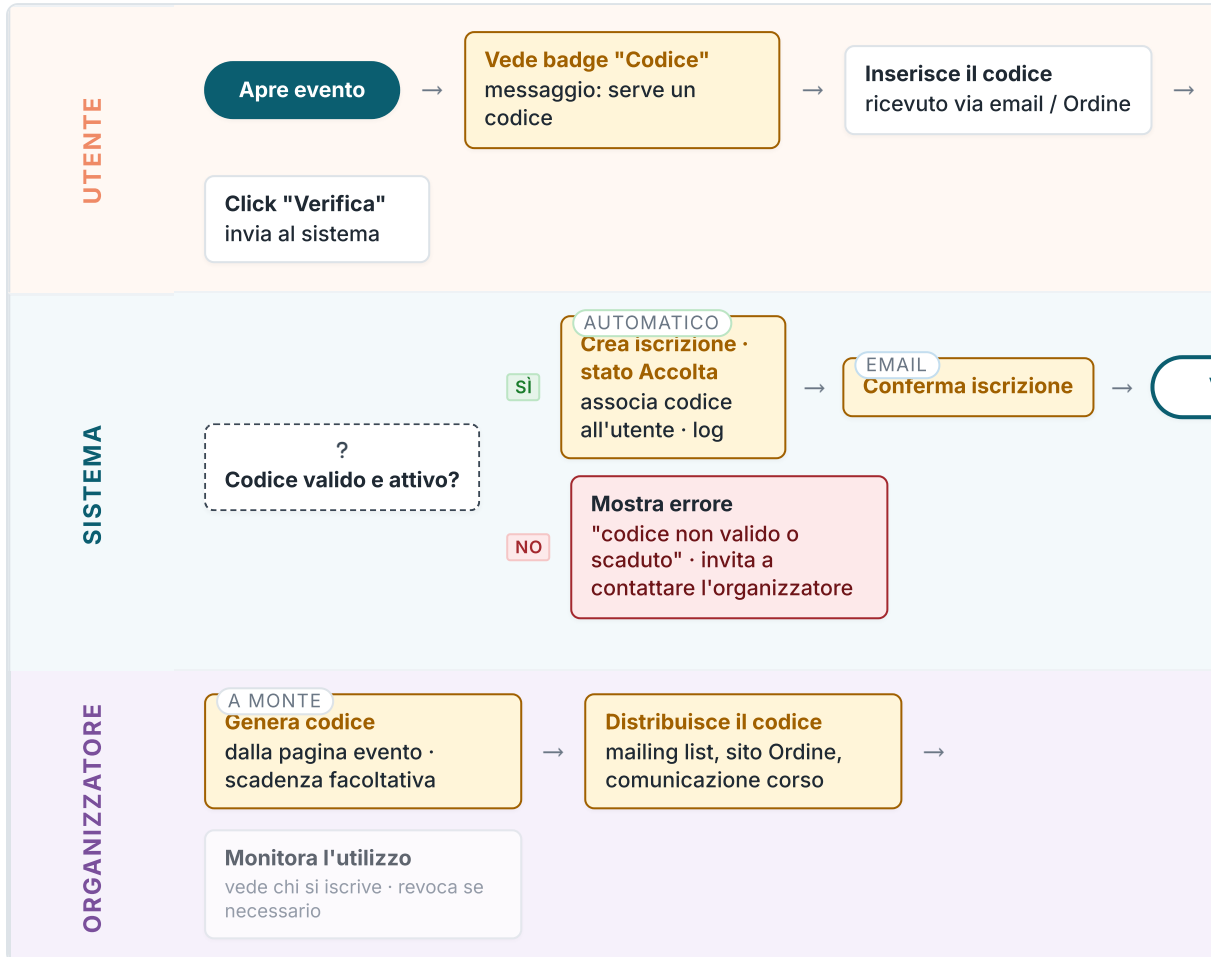 UTENTE
Apre evento
→
Vede badge "Codice"
messaggio: serve un
codice
→
Inserisce il codice
ricevuto via email / Ordine
→
Click "Verifica"
invia al sistema
SISTEMA
?
Codice valido e attivo?
SÌ
AUTOMATICO
Crea iscrizione ·
stato Accolta
associa codice
all'utente · log
→
EMAIL
Conferma iscrizione
→
NO
Mostra errore
"codice non valido o
scaduto" · invita a
contattare l'organizzatore
ORGANIZZATORE
A MONTE
Genera codice
dalla pagina evento ·
scadenza facoltativa
→
Distribuisce il codice
mailing list, sito Ordine,
comunicazione corso
→
Monitora l'utilizzo
vede chi si iscrive · revoca se
necessario